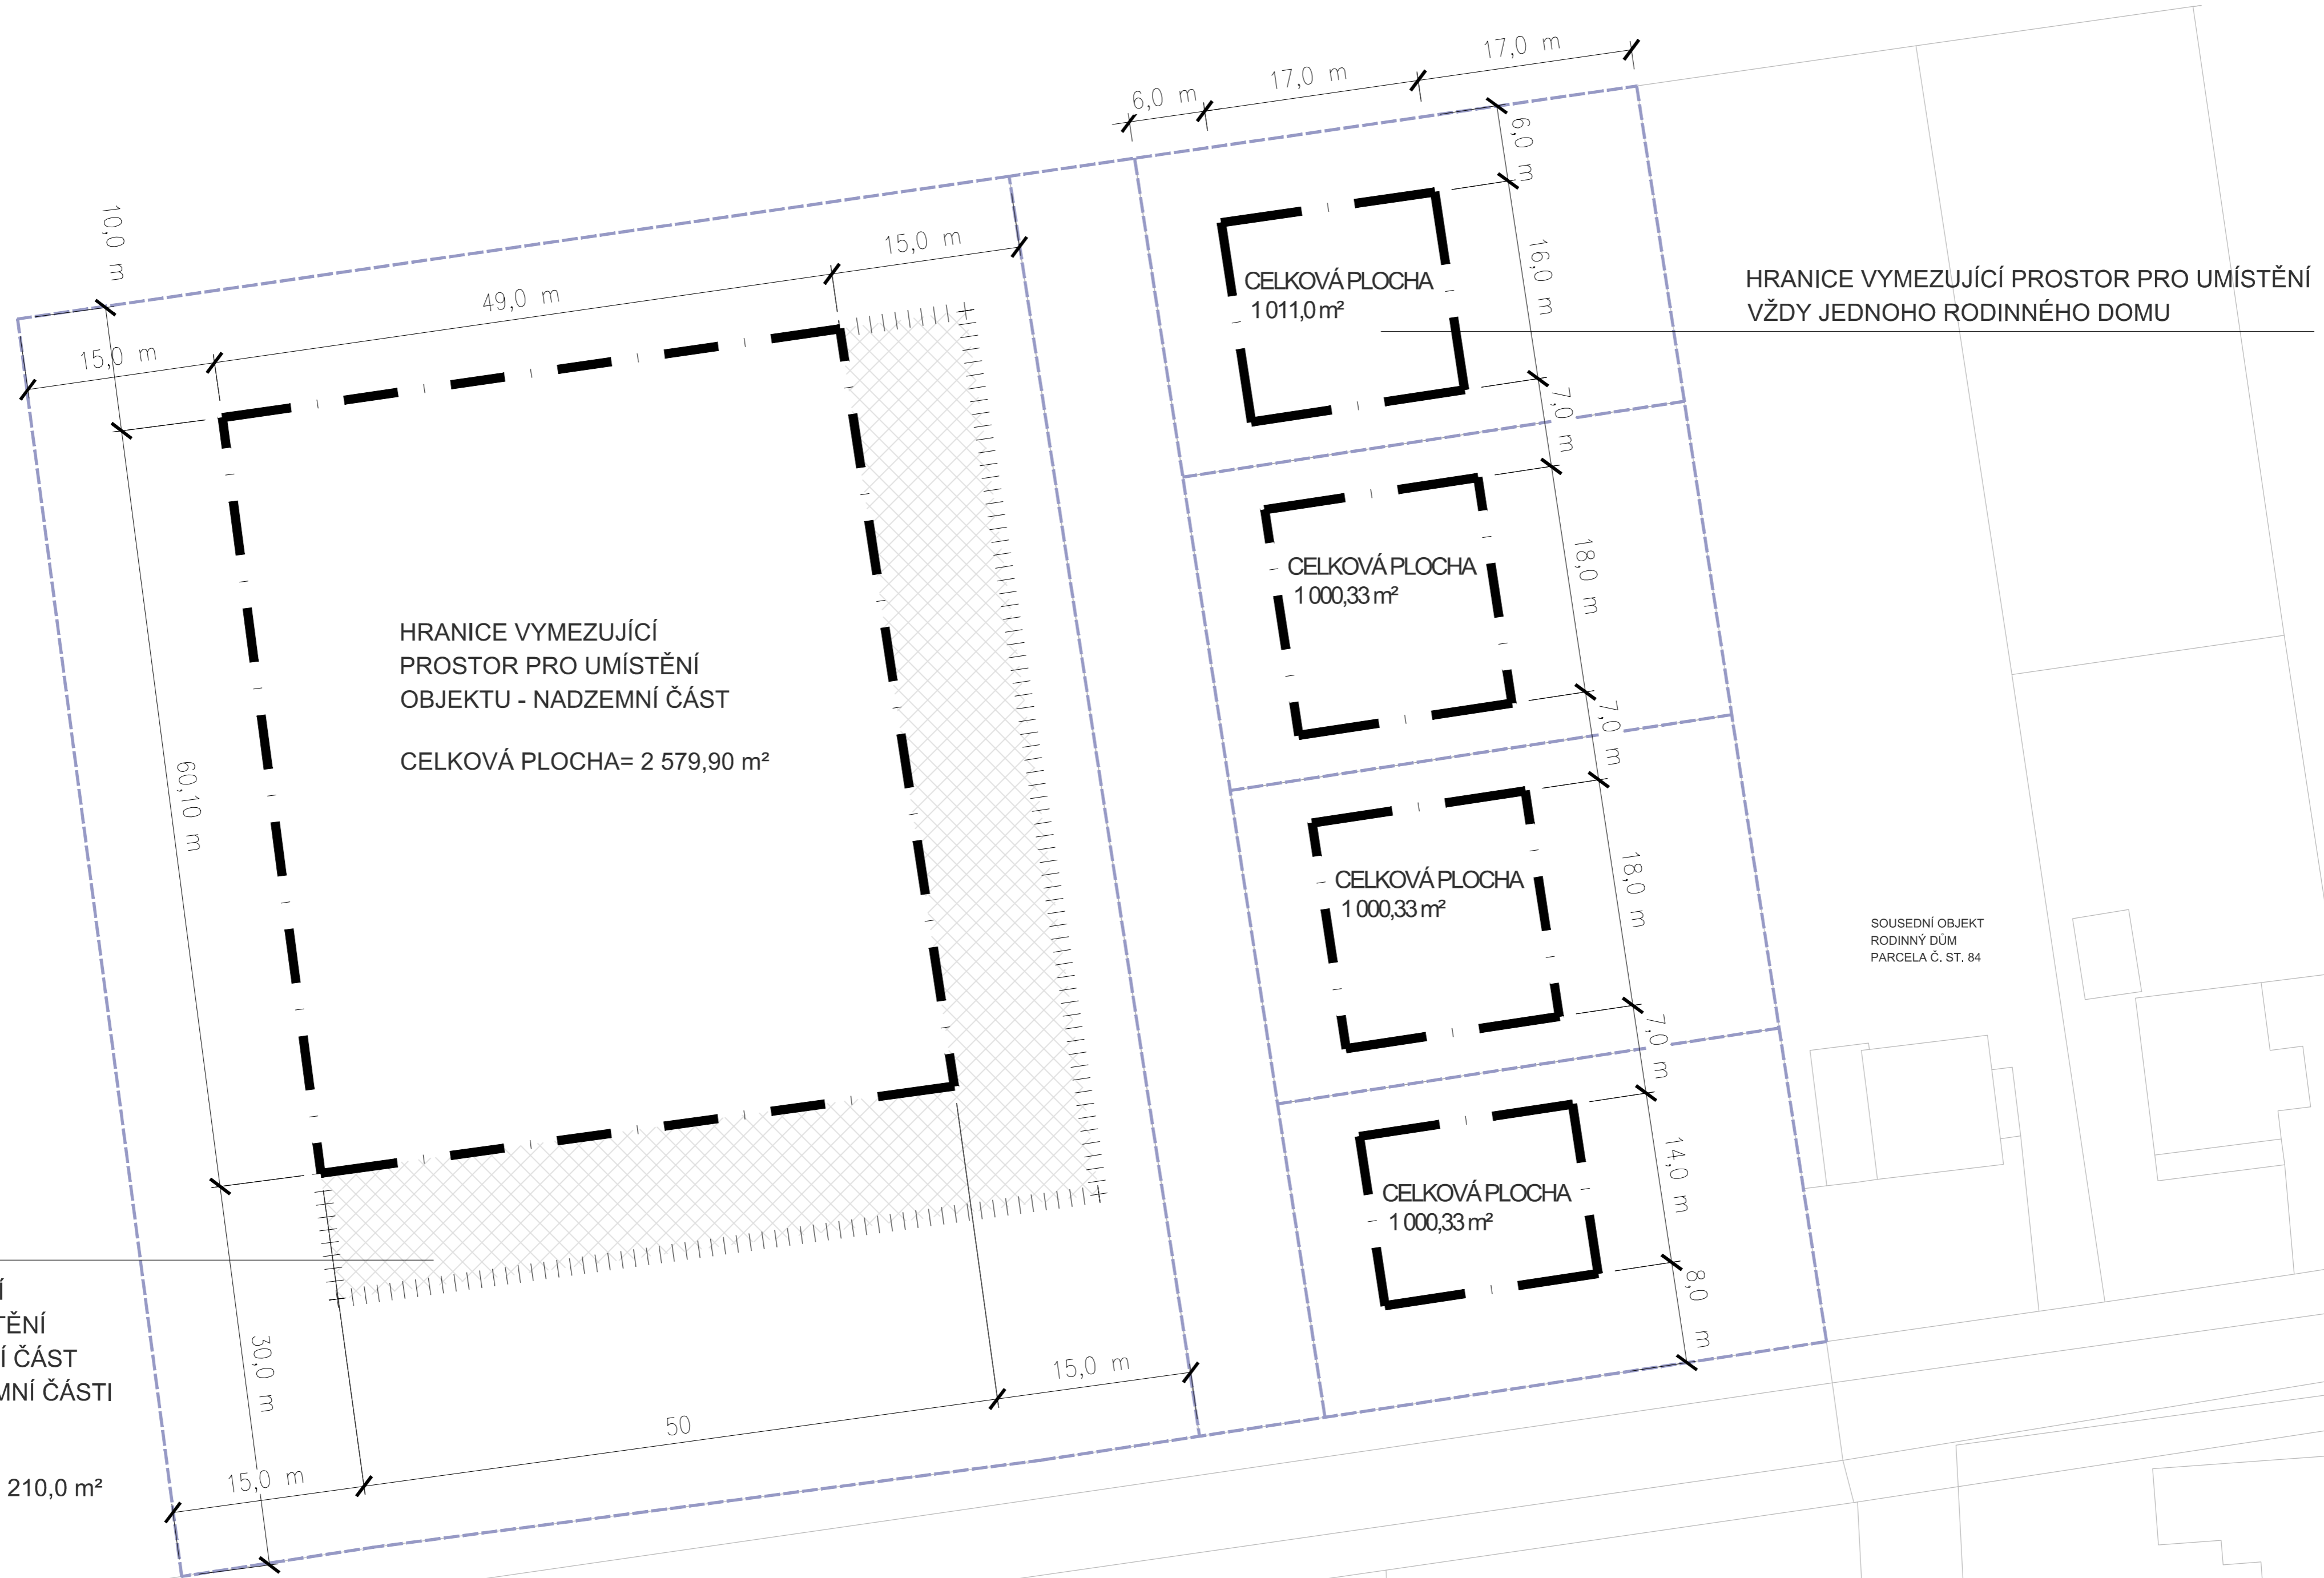 17,0 m
17,0 m
6,0 m
6,0 m
16,0 m
7,0 m
18,0 m
7,0 m
18,0 m
7,0 m
14,0 m
8,0 m
10,0 m
15,0 m
49,0 m
15,0 m
60,10 m
30,0 m
15,0 m
50
15,0 m
CELKOVÁ PLOCHA
1 011,0 m²
HRANICE VYMEZUJÍCÍ PROSTOR PRO UMÍSTĚNÍ
VŽDY JEDNOHO RODINNÉHO DOMU
CELKOVÁ PLOCHA
1 000,33 m²
HRANICE VYMEZUJÍCÍ
PROSTOR PRO UMÍSTĚNÍ
OBJEKTU - NADZEMNÍ ČÁST
CELKOVÁ PLOCHA= 2 579,90 m²
CELKOVÁ PLOCHA
1 000,33 m²
SOUSEDNÍ OBJEKT
RODINNÝ DŮM
PARCELA Č. ST. 84
CELKOVÁ PLOCHA
1 000,33 m²
Í
TĚNÍ
Í ČÁST
MNÍ ČÁSTI
210,0 m²